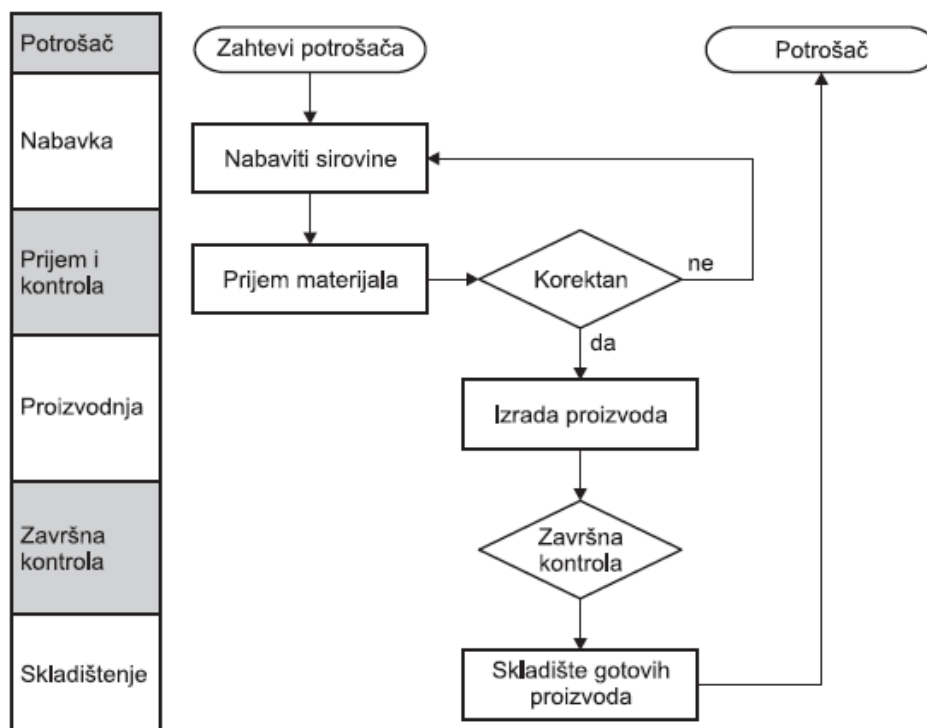 Potrošač
Zahtevi potrošača
Potrošač
Nabavka
Nabaviti sirovine
Prijem i
kontrola
Prijem materijala
Korektan
ne
da
Proizvodnja
Izrada proizvoda
Završna
kontrola
Završna
kontrola
Skladištenje
Skladište gotovih
proizvoda